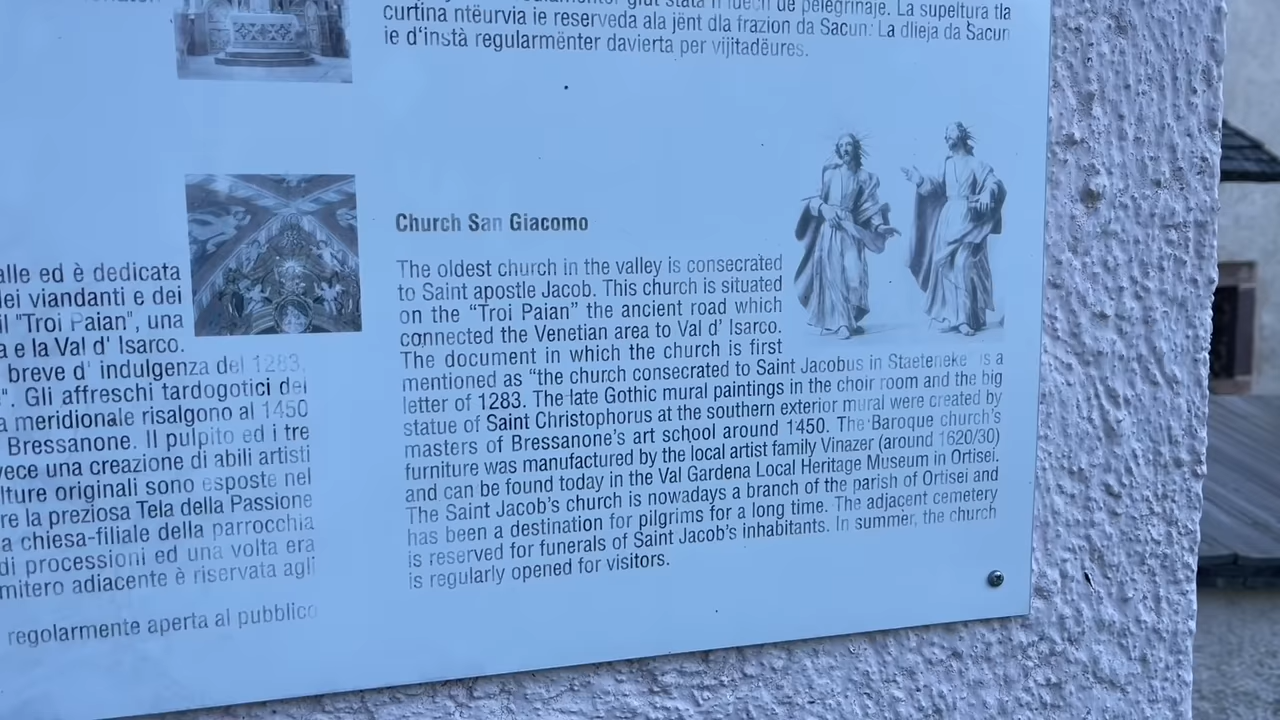 curtina ntëurvia ie reserveda ala jënt dla frazion da Sacun. La dlieja da Sacun
ie d'instà regularmënter davierta per vijitadëures.
alle ed è dedicata
dei viandanti e dei
il "Troi Paian", una
a e la Val d' Isarco.
breve d' indulgenza del 1283.
". Gli affreschi tardogotici del
a meridionale risalgono al 1450
Bressanone. Il pulpito ed i tre
vece una creazione di abili artisti
lture originali sono esposte nel
re la preziosa Tela della Passione
a chiesa-filiale della parrocchia
di processioni ed una volta era
mitero adiacente è riservata agli
regolarmente aperta al pubblico
Church San Giacomo
The oldest church in the valley is consecrated
to Saint apostle Jacob. This church is situated
on the "Troi Paian" the ancient road which
connected the Venetian area to Val d' Isarco.
The document in which the church is first
mentioned as "the church consecrated to Saint Jacobus in Staeteneke" is a
letter of 1283. The late Gothic mural paintings in the choir room and the big
statue of Saint Christophorus at the southern exterior mural were created by
masters of Bressanone's art school around 1450. The Baroque church's
furniture was manufactured by the local artist family Vinazer (around 1620/30)
and can be found today in the Val Gardena Local Heritage Museum in Ortisei.
The Saint Jacob's church is nowadays a branch of the parish of Ortisei and
has been a destination for pilgrims for a long time. The adjacent cemetery
is reserved for funerals of Saint Jacob's inhabitants. In summer, the church
is regularly opened for visitors.